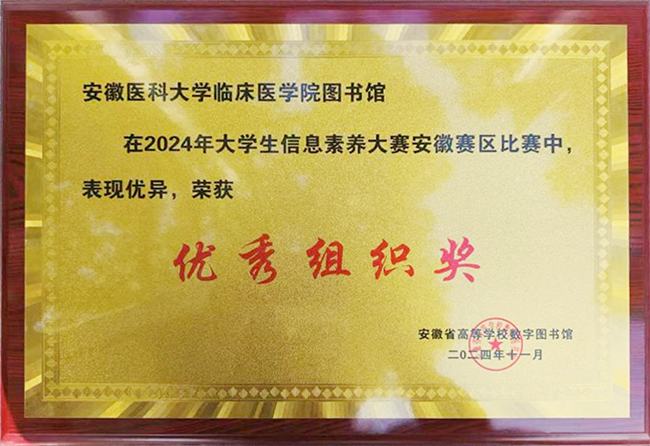 安徽医科大学临床医学院图书馆
在2024年大学生信息素养大赛安徽赛区比赛中，
表现优异，荣获
优秀组织奖
安徽省高等学校数字图书馆
二〇二四年十一月